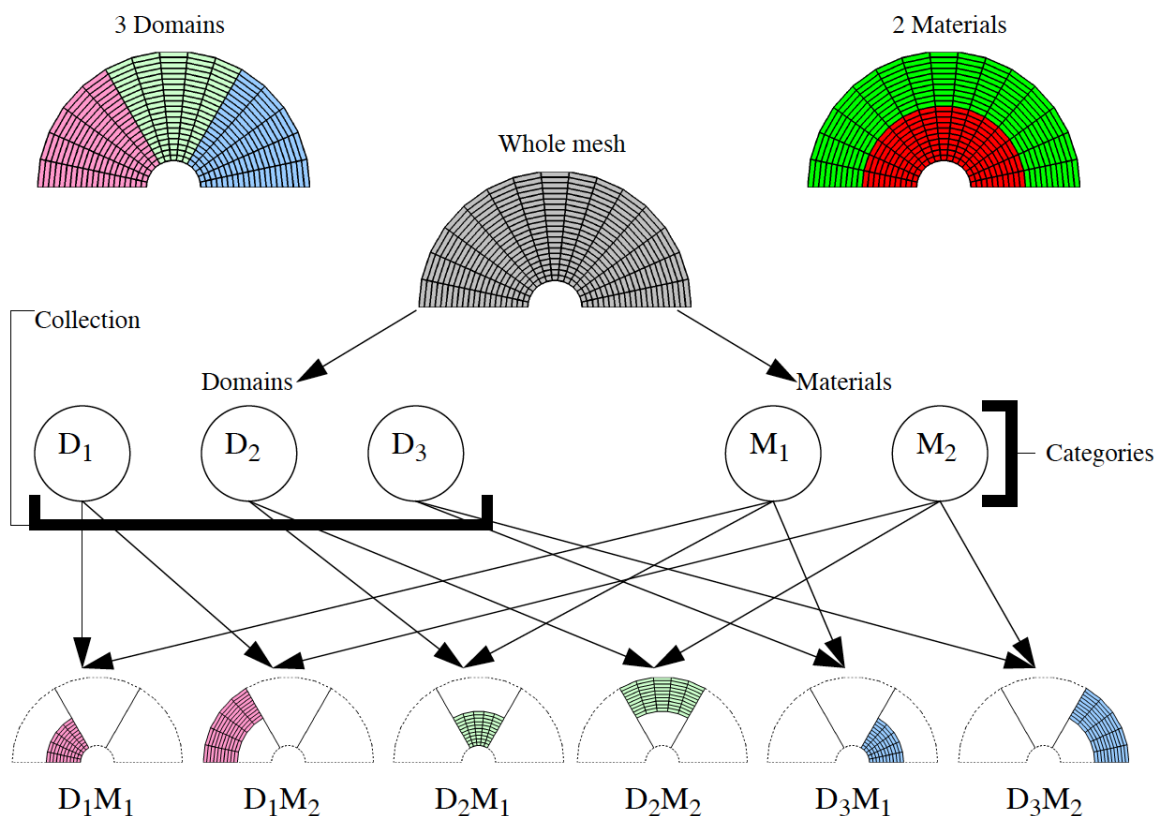 3 Domains
2 Materials
Whole mesh
Collection
Domains
Materials
D₁
D₂
D₃
M₁
M₂
Categories
D₁M₁
D₁M₂
D₂M₁
D₂M₂
D₃M₁
D₃M₂